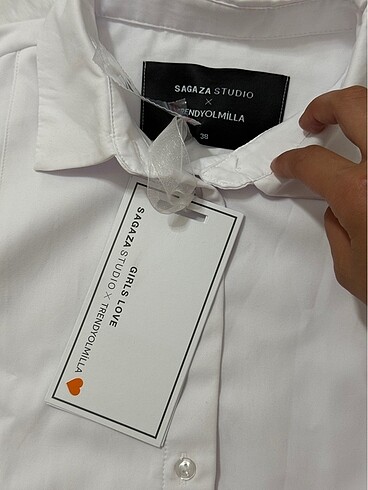 SAGAZA STUDIO
×
TRENDYOLMİLLA
38
GIRLS LOVE
SAGAZA STUDIO × TRENDYOLMİLLA